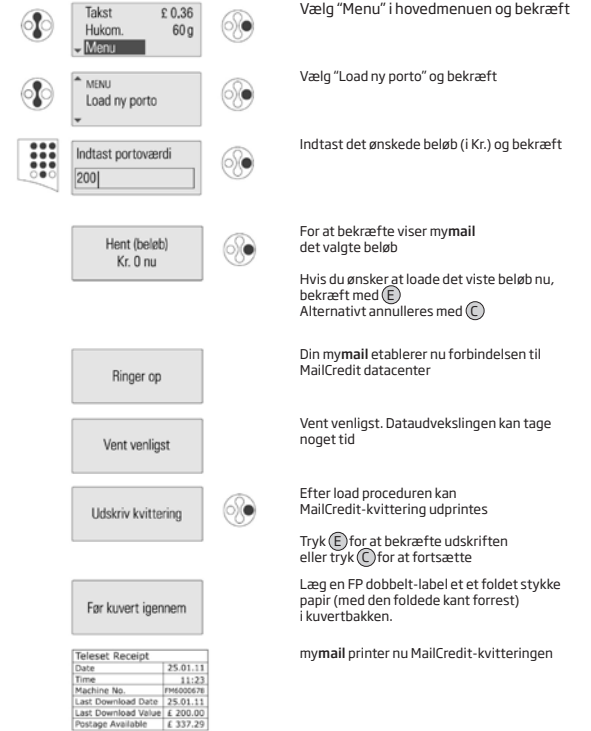 Takst £ 0.36
Hukom. 60 g
Menu
Vælg "Menu" i hovedmenuen og bekræft
MENU
Load ny porto
Vælg "Load ny porto" og bekræft
Indtast portoværdi
200
Indtast det ønskede beløb (i Kr.) og bekræft
Hent (beløb)
Kr. 0 nu
For at bekræfte viser mymail
det valgte beløb
Hvis du ønsker at loade det viste beløb nu,
bekræft med E
Alternativt annulleres med C
Ringer op
Din mymail etablerer nu forbindelsen til
MailCredit datacenter
Vent venligst
Vent venligst. Dataudvekslingen kan tage
noget tid
Udskriv kvittering
Efter load proceduren kan
MailCredit-kvittering udprintes
Tryk E for at bekræfte udskriften
eller tryk C for at fortsætte
Før kuvert igennem
Læg en FP dobbelt-label et et foldet stykke
papir (med den foldede kant forrest)
i kuvertbakken.
mymail printer nu MailCredit-kvitteringen
Teleset Receipt
Date 25.01.11
Time 11:23
Machine No. FM6000678
Last Download Date 25.01.11
Last Download Value £ 200.00
Postage Available £ 337.29